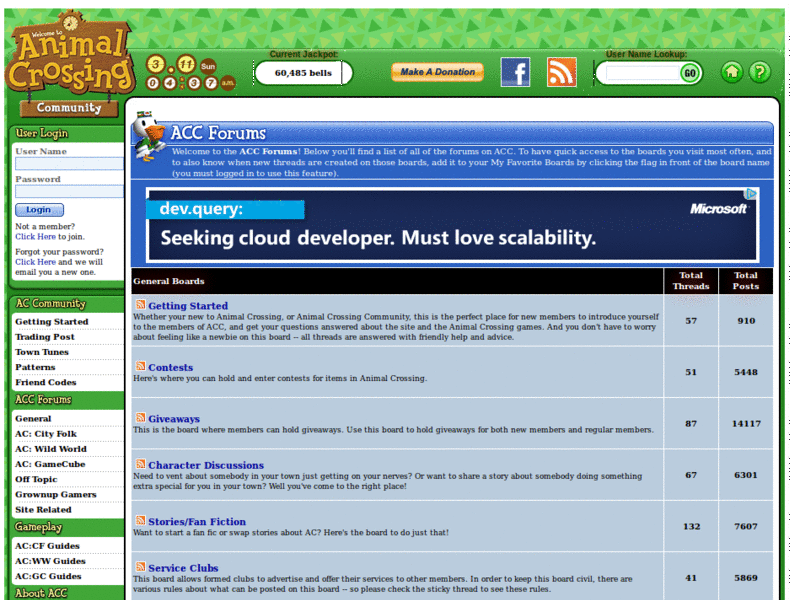 Welcome to
Animal
Crossing
Community
3. 11 Sun
04:37 a.m.
Current Jackpot:
60,485 bells
Make A Donation
User Name Lookup:
GO
?
User Login
User Name
Password
Login
Not a member?
Click Here to join.
Forgot your password?
Click Here and we will
email you a new one.
AC Community
Getting Started
Trading Post
Town Tunes
Patterns
Friend Codes
ACC Forums
General
AC: City Folk
AC: Wild World
AC: GameCube
Off Topic
Grownup Gamers
Site Related
Gameplay
AC:CF Guides
AC:WW Guides
AC:GC Guides
About ACC
ACC Forums
Welcome to the ACC Forums! Below you'll find a list of all of the forums on ACC. To have quick access to the boards you visit most often, and
to also know when new threads are created on those boards, add it to your My Favorite Boards by clicking the flag in front of the board name
(you must logged in to use this feature).
dev.query:
Microsoft
Seeking cloud developer. Must love scalability.
General Boards
Total
Threads
Total
Posts
Getting Started
Whether your new to Animal Crossing, or Animal Crossing Community, this is the perfect place for new members to introduce yourself
to the members of ACC, and get your questions answered about the site and the Animal Crossing games. And you don't have to worry
about feeling like a newbie on this board -- all threads are answered with friendly help and advice.
57
910
Contests
Here's where you can hold and enter contests for items in Animal Crossing.
51
5448
Giveaways
This is the board where members can hold giveaways. Use this board to hold giveaways for both new members and regular members.
87
14117
Character Discussions
Need to vent about somebody in your town just getting on your nerves? Or want to share a story about somebody doing something
extra special for you in your town? Well you've come to the right place!
67
6301
Stories/Fan Fiction
Want to start a fan fic or swap stories about AC? Here's the board to do just that!
132
7607
Service Clubs
This board allows formed clubs to advertise and offer their services to other members. In order to keep this board civil, there are
various rules about what can be posted on this board -- so please check the sticky thread to see these rules.
41
5869